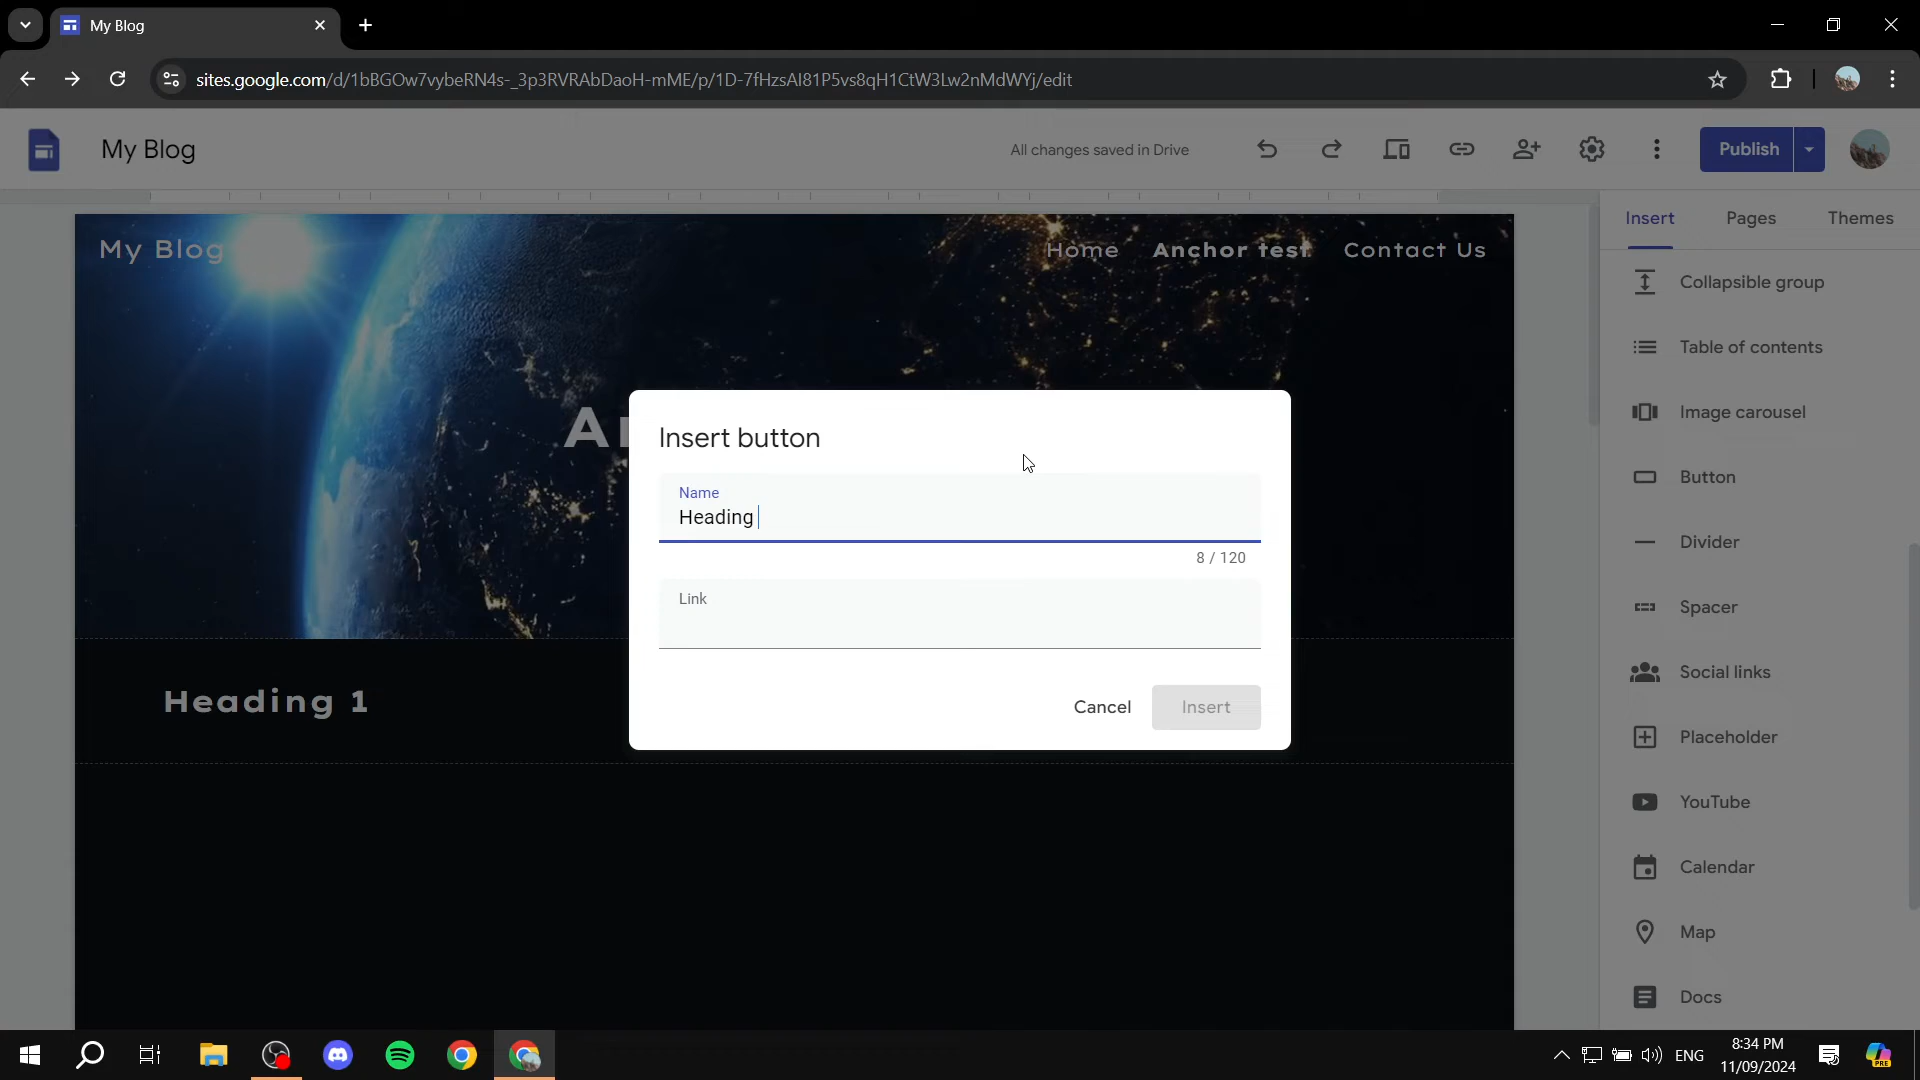 My Blog
sites.google.com/d/1bBGOw7vybeRN4s-_3p3RVRAbDaoH-mME/p/1D-7fHzsAI81P5vs8qH1CtW3Lw2nMdWYj/edit
My Blog
All changes saved in Drive
Publish
Insert Pages Themes
My Blog
Home Anchor test Contact Us
Collapsible group
Table of contents
Image carousel
Button
Divider
Spacer
Social links
Placeholder
YouTube
Calendar
Map
Docs
Insert button
Name
Heading
8 / 120
Link
Cancel Insert
Heading 1
ENG
8:34 PM
11/09/2024
PRE